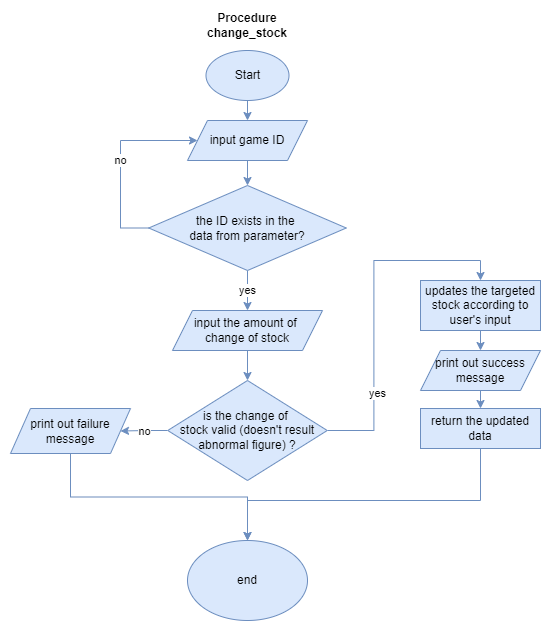 Procedure
change_stock
Start
input game ID
no
the ID exists in the
data from parameter?
yes
input the amount of
change of stock
is the change of
stock valid (doesn't result
abnormal figure) ?
no
print out failure
message
yes
updates the targeted
stock according to
user's input
print out success
message
return the updated
data
end